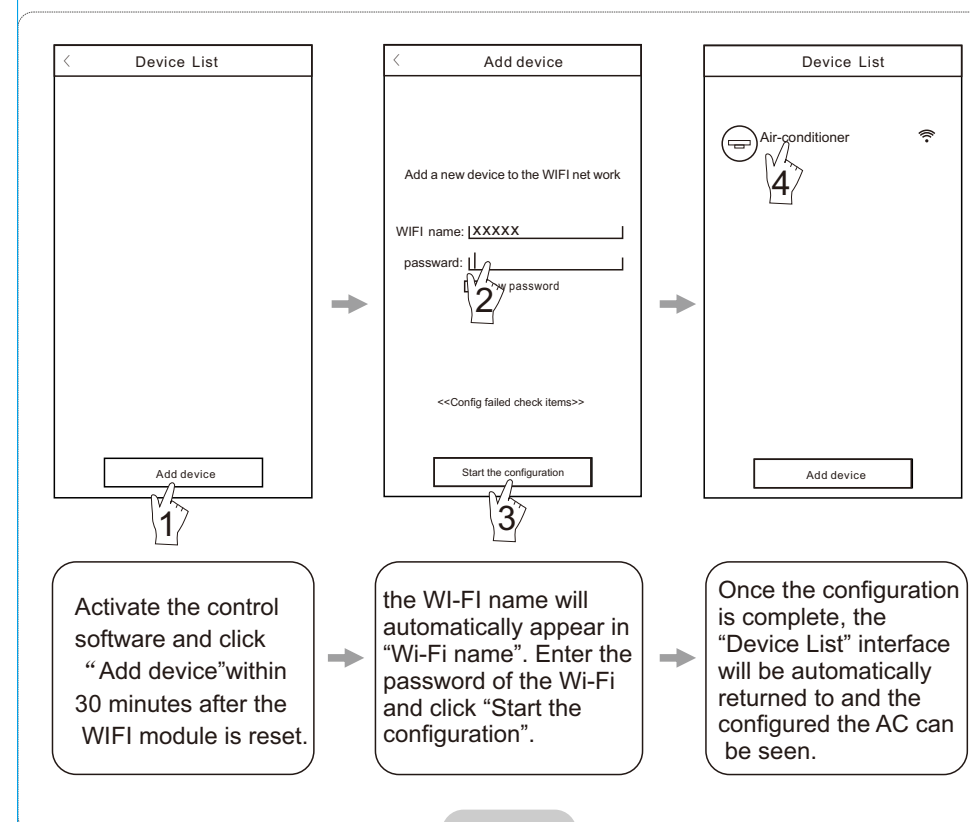 Device List
Add device
1
Add device
Add a new device to the WIFI net work
WIFI name: XXXXX
passward:
password
2
<<Config failed check items>>
Start the configuration
3
Device List
Air-conditioner
4
Add device
Activate the control
software and click
“Add device”within
30 minutes after the
WIFI module is reset.
the WI-FI name will
automatically appear in
“Wi-Fi name”. Enter the
password of the Wi-Fi
and click “Start the
configuration”.
Once the configuration
is complete, the
“Device List” interface
will be automatically
returned to and the
configured the AC can
be seen.